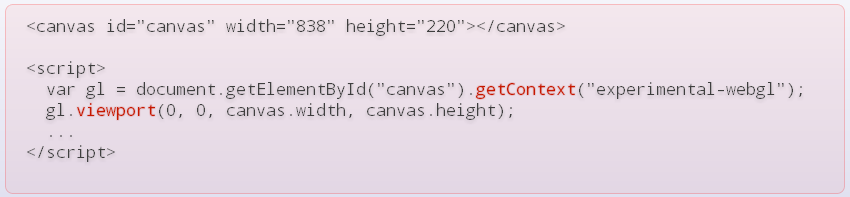 <canvas id="canvas" width="838" height="220"></canvas>
<script>
var gl = document.getElementById("canvas").getContext("experimental-webgl");
gl.viewport(0, 0, canvas.width, canvas.height);
...
</script>